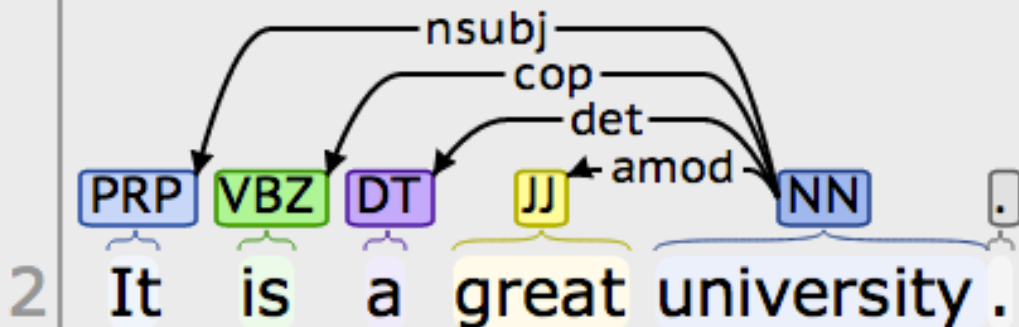 nsubj
cop
det
amod
PRP VBZ DT JJ NN .
2 It is a great university .